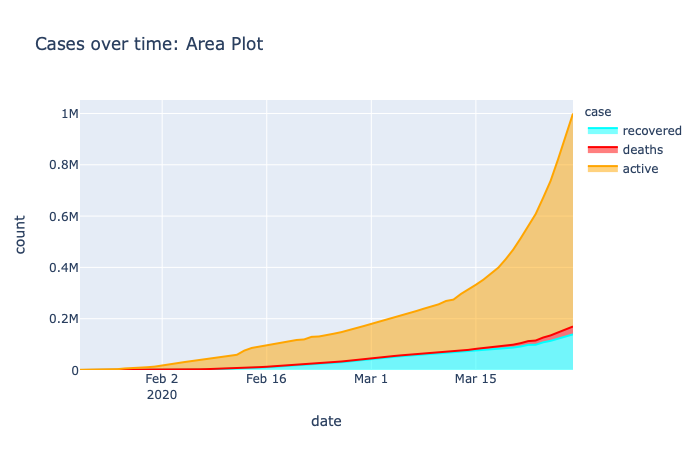 Cases over time: Area Plot
case
recovered
deaths
active
1M
0.8M
0.6M
0.4M
0.2M
0
count
Feb 2
2020
Feb 16
Mar 1
Mar 15
date